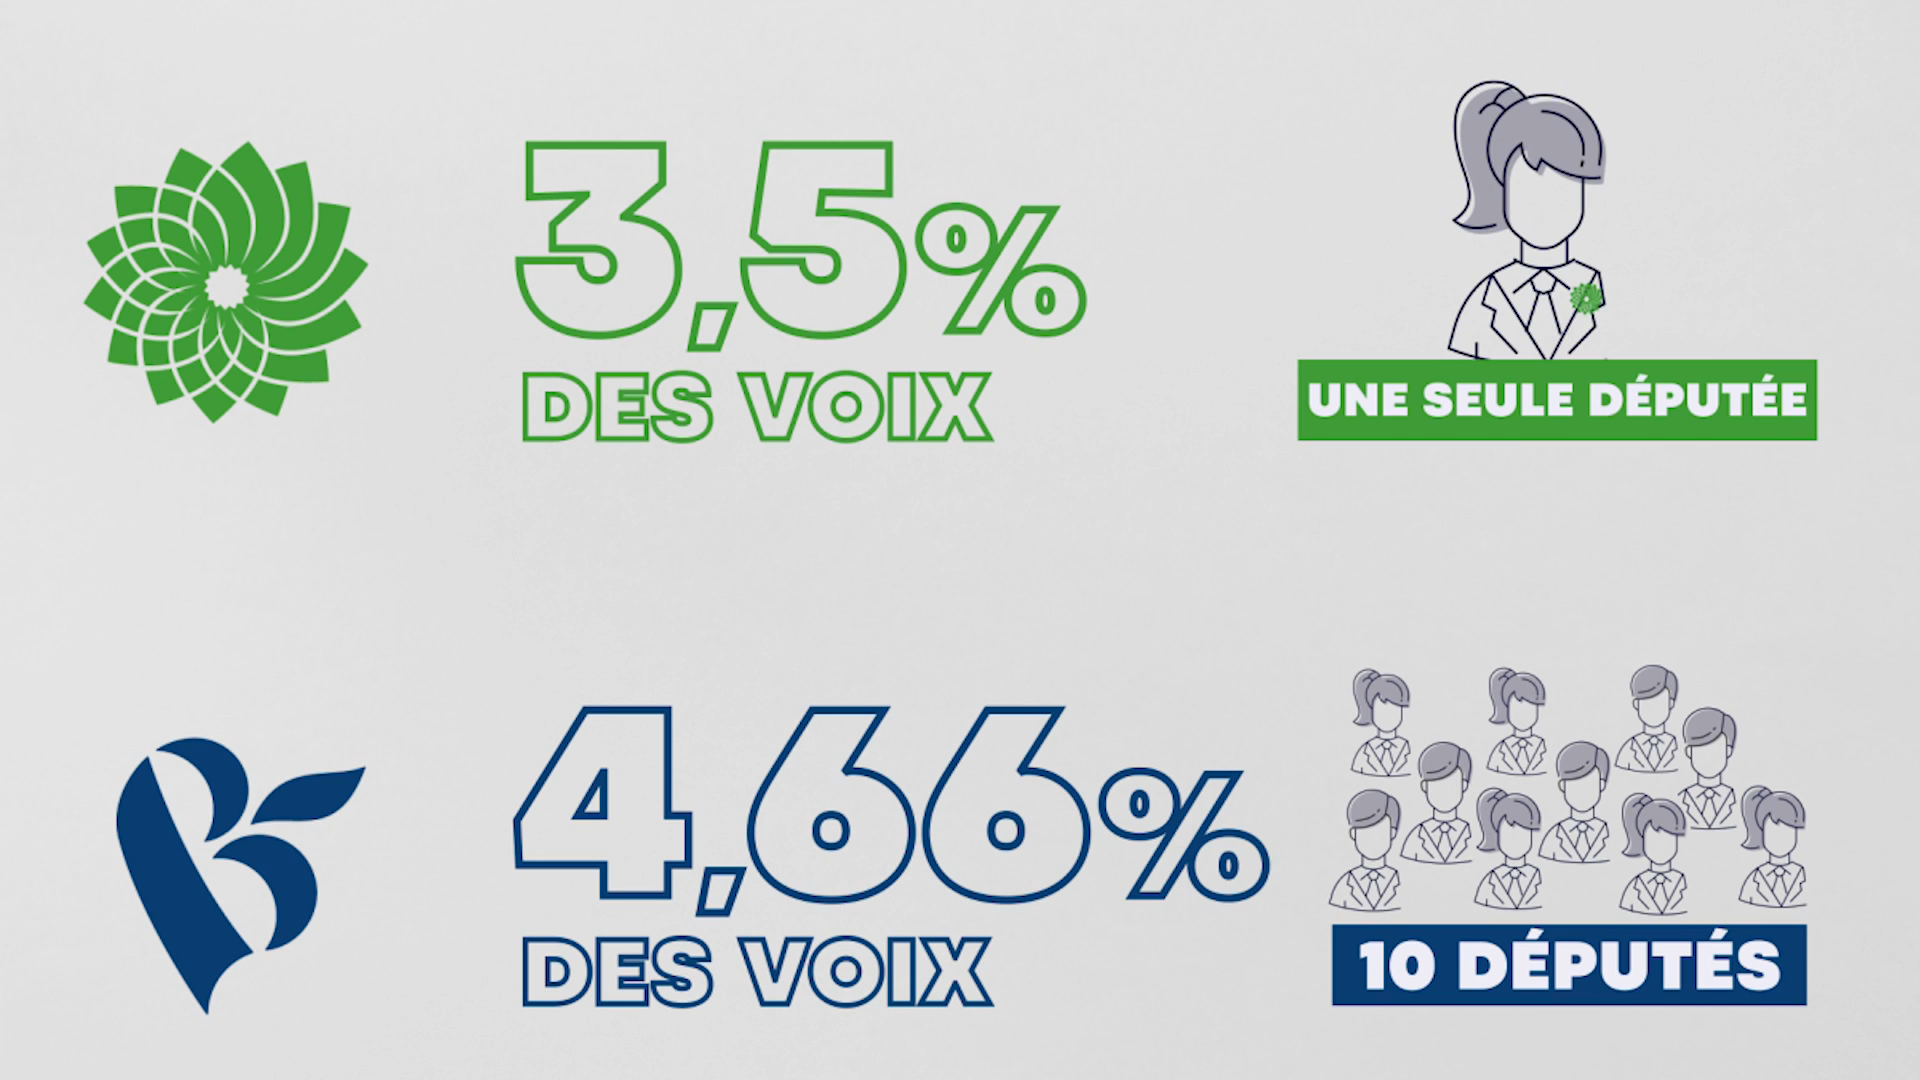 3,5%
DES VOIX
UNE SEULE DÉPUTÉE
4,66%
DES VOIX
10 DÉPUTÉS